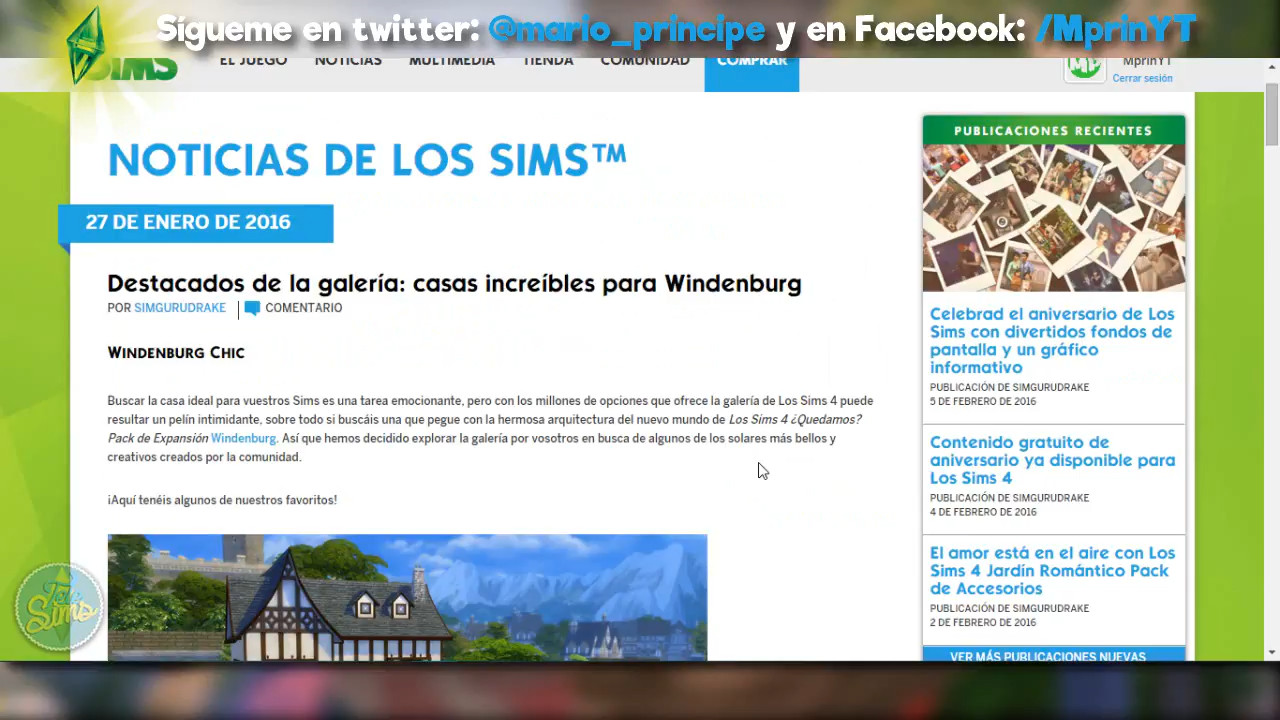 Sígueme en twitter: @mario_principe y en Facebook: /MprinYT
SIMS
EL JUEGO NOTICIAS MULTIMEDIA TIENDA COMUNIDAD COMPRAR
MP
MprinYT
Cerrar sesión
NOTICIAS DE LOS SIMS™
27 DE ENERO DE 2016
Destacados de la galería: casas increíbles para Windenburg
POR SIMGURUDRAKE | COMENTARIO
WINDENBURG CHIC
Buscar la casa ideal para vuestros Sims es una tarea emocionante, pero con los millones de opciones que ofrece la galería de Los Sims 4 puede
resultar un pelín intimidante, sobre todo si buscáis una que pegue con la hermosa arquitectura del nuevo mundo de Los Sims 4 ¿Quedamos?
Pack de Expansión Windenburg. Así que hemos decidido explorar la galería por vosotros en busca de algunos de los solares más bellos y
creativos creados por la comunidad.
¡Aquí tenéis algunos de nuestros favoritos!
PUBLICACIONES RECIENTES
Celebrad el aniversario de Los
Sims con divertidos fondos de
pantalla y un gráfico
informativo
PUBLICACIÓN DE SIMGURUDRAKE
5 DE FEBRERO DE 2016
Contenido gratuito de
aniversario ya disponible para
Los Sims 4
PUBLICACIÓN DE SIMGURUDRAKE
4 DE FEBRERO DE 2016
El amor está en el aire con Los
Sims 4 Jardín Romántico Pack
de Accesorios
PUBLICACIÓN DE SIMGURUDRAKE
2 DE FEBRERO DE 2016
VER MÁS PUBLICACIONES NUEVAS
Tele
Sims